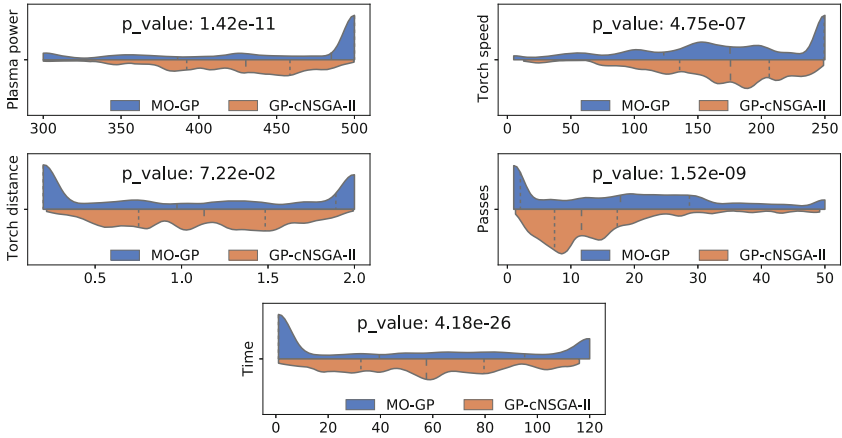 Plasma power
p_value: 1.42e-11
MO-GP GP-cNSGA-II
300 350 400 450 500
Torch speed
p_value: 4.75e-07
MO-GP GP-cNSGA-II
0 50 100 150 200 250
Torch distance
p_value: 7.22e-02
MO-GP GP-cNSGA-II
0.5 1.0 1.5 2.0
Passes
p_value: 1.52e-09
MO-GP GP-cNSGA-II
0 10 20 30 40 50
Time
p_value: 4.18e-26
MO-GP GP-cNSGA-II
0 20 40 60 80 100 120